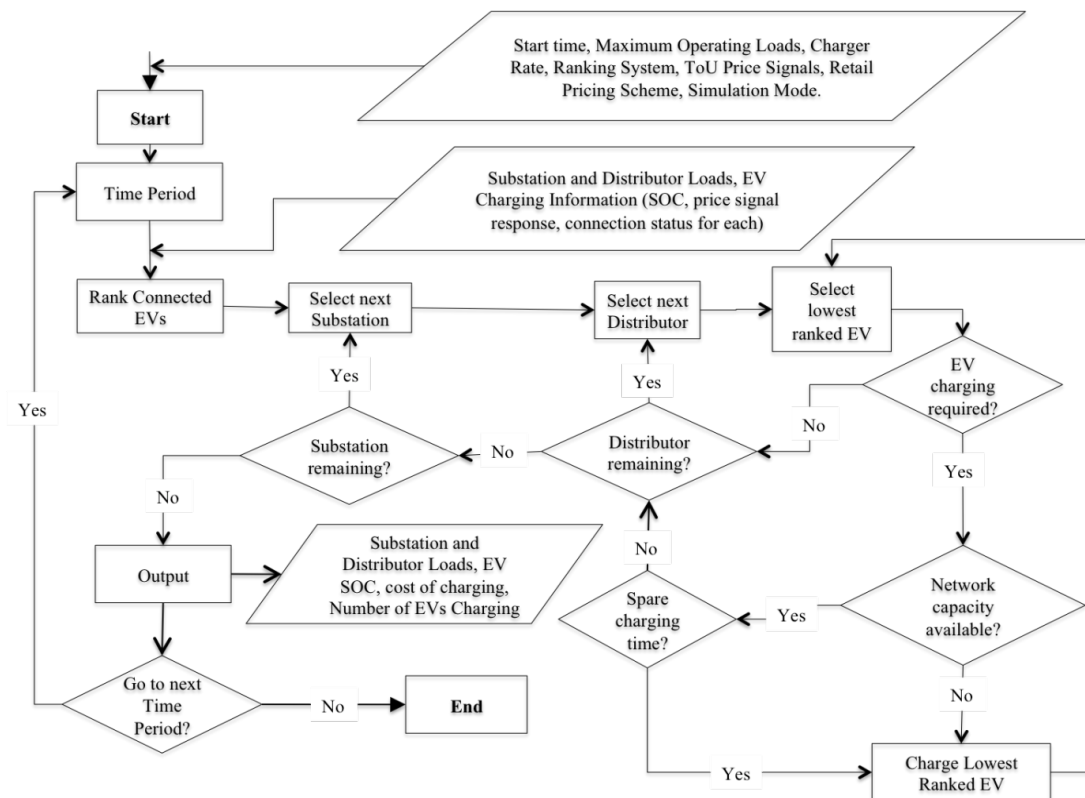 Start time, Maximum Operating Loads, Charger
Rate, Ranking System, ToU Price Signals, Retail
Pricing Scheme, Simulation Mode.
Start
Time Period
Substation and Distributor Loads, EV
Charging Information (SOC, price signal
response, connection status for each)
Rank Connected
EVs
Select next
Substation
Select next
Distributor
Select
lowest
ranked EV
Yes
Yes
Yes
EV
charging
required?
No
Substation
remaining?
No
Distributor
remaining?
Yes
No
Output
Substation and
Distributor Loads, EV
SOC, cost of charging,
Number of EVs Charging
No
Spare
charging
time?
Yes
Network
capacity
available?
Go to next
Time
Period?
No
End
No
Yes
Charge Lowest
Ranked EV